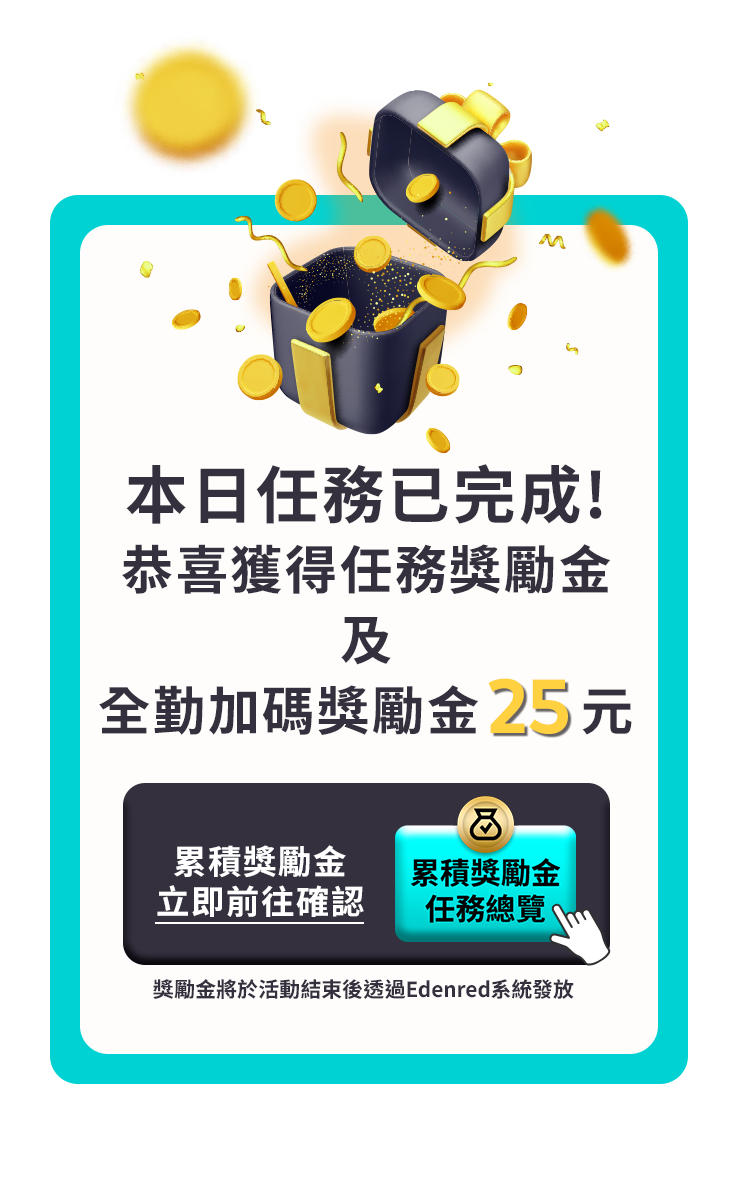 本日任務已完成!
恭喜獲得任務獎勵金
及
全勤加碼獎勵金25元
累積獎勵金
立即前往確認
累積獎勵金
任務總覽
獎勵金將於活動結束後透過Edenred系統發放